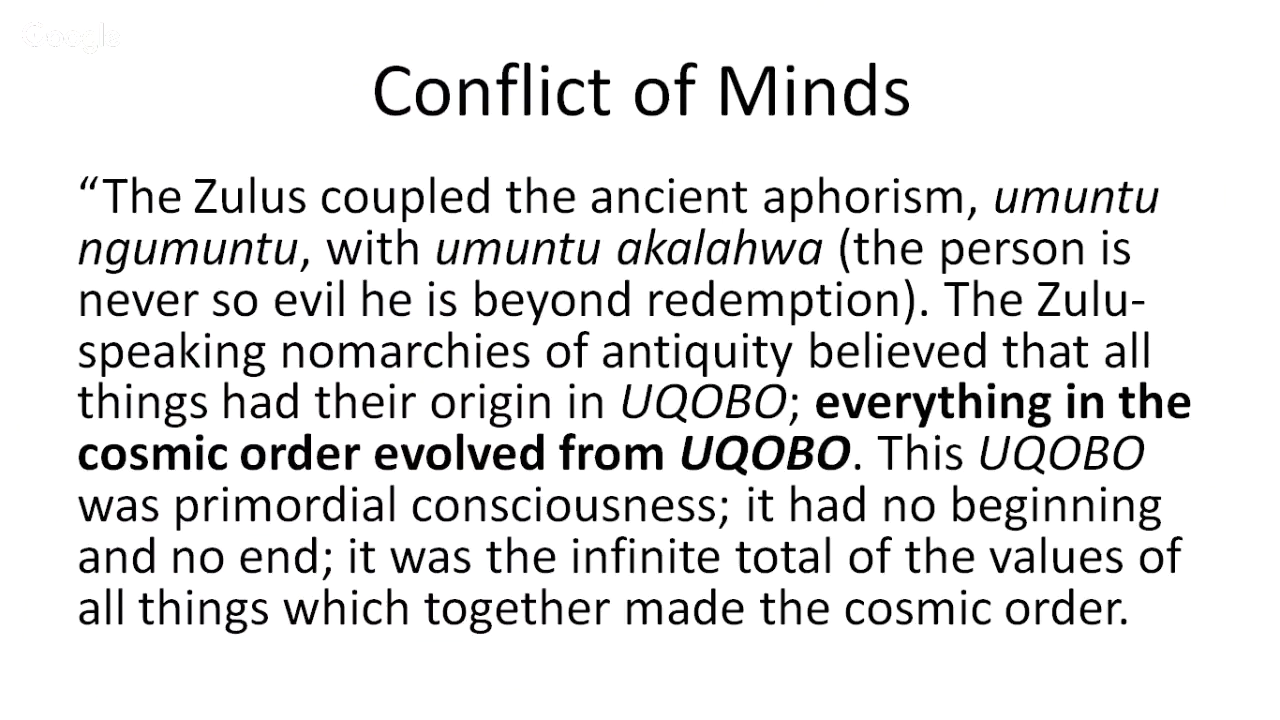 Google
Conflict of Minds
“The Zulus coupled the ancient aphorism, umuntu
ngumuntu, with umuntu akalahwa (the person is
never so evil he is beyond redemption). The Zulu-
speaking nomarchies of antiquity believed that all
things had their origin in UQOBO; everything in the
cosmic order evolved from UQOBO. This UQOBO
was primordial consciousness; it had no beginning
and no end; it was the infinite total of the values of
all things which together made the cosmic order.